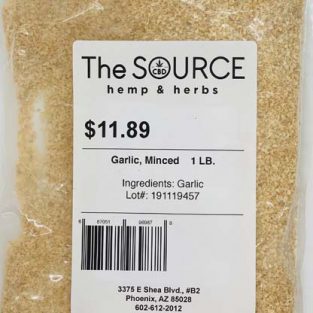 The SOURCE
CBD
hemp & herbs
$11.89
Garlic, Minced 1 LB.
Ingredients: Garlic
Lot#: 191119457
3375 E Shea Blvd., #B2
Phoenix, AZ 85028
602-612-2012